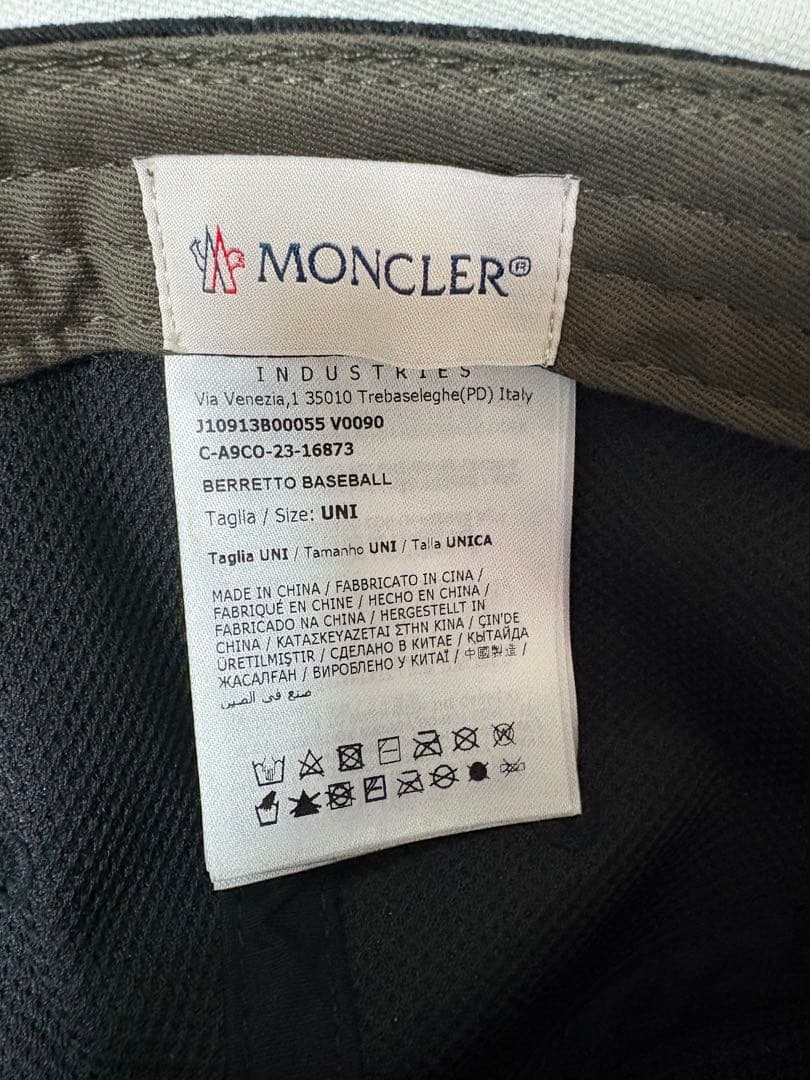 MONCLER®
INDUSTRIES
Via Venezia,1 35010 Trebaseleghe(PD) Italy
J10913B00055 V0090
C-A9CO-23-16873
BERRETTO BASEBALL
Taglia / Size: UNI
Taglia UNI / Tamanho UNI / Talla UNICA
MADE IN CHINA / FABBRICATO IN CINA /
FABRIQUÉ EN CHINE / HECHO EN CHINA /
FABRICADO NA CHINA / HERGESTELLT IN
CHINA / ΚΑΤΑΣΚΕΥΑΖΕΤΑΙ ΣΤΗΝ ΚΙΝΑ / ÇIN'DE
ÜRETILMIŞTIR / СДЕЛАНО В КИТАЕ / ҚЫТАЙДА
ЖАСАЛҒАН / ВИРОБЛЕНО У КИТАЇ / 中國製造 /
صنع في الصين